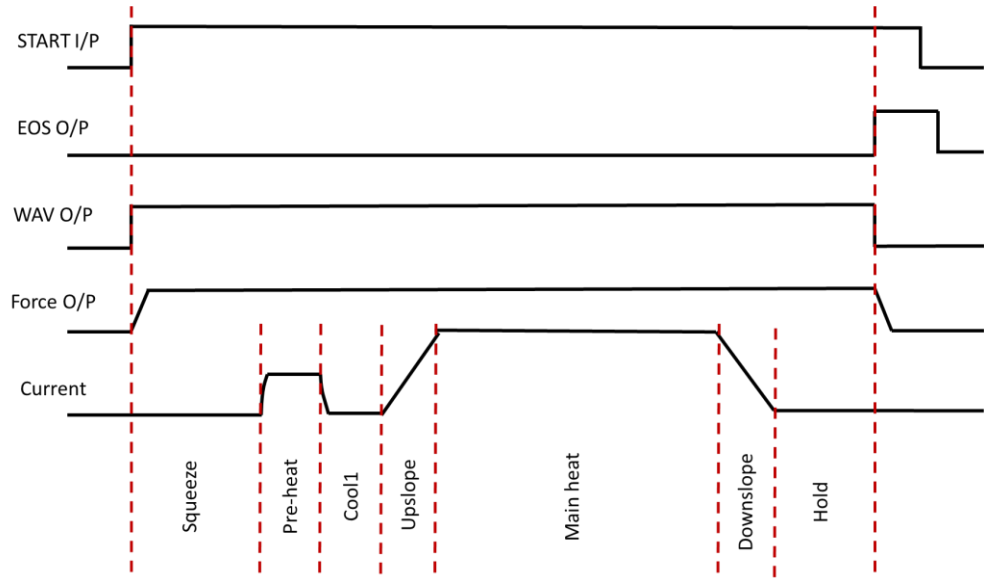 START I/P
EOS O/P
WAV O/P
Force O/P
Current
Squeeze
Pre-heat
Cool1
Upslope
Main heat
Downslope
Hold